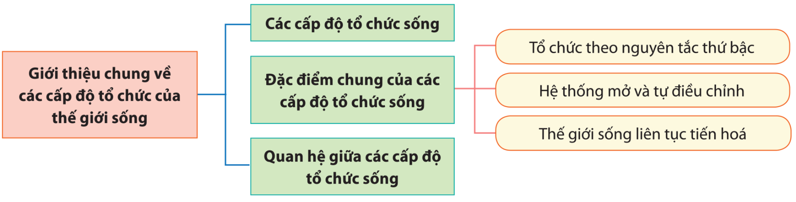 Giới thiệu chung về
các cấp độ tổ chức của
thế giới sống
Các cấp độ tổ chức sống
Đặc điểm chung của các
cấp độ tổ chức sống
Tổ chức theo nguyên tắc thứ bậc
Hệ thống mở và tự điều chỉnh
Thế giới sống liên tục tiến hoá
Quan hệ giữa các cấp độ
tổ chức sống